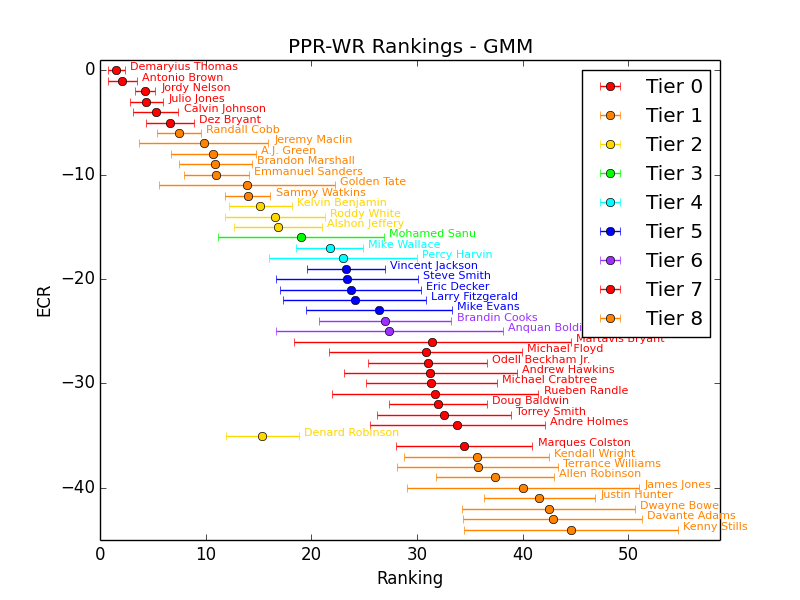 PPR-WR Rankings - GMM
Demaryius Thomas
Antonio Brown
Jordy Nelson
Julio Jones
Calvin Johnson
Dez Bryant
Randall Cobb
Jeremy Maclin
A.J. Green
Brandon Marshall
Emmanuel Sanders
Golden Tate
Sammy Watkins
Kelvin Benjamin
Roddy White
Alshon Jeffery
Mohamed Sanu
Mike Wallace
Percy Harvin
Vincent Jackson
Steve Smith
Eric Decker
Larry Fitzgerald
Mike Evans
Brandin Cooks
Anquan Boldi
Martavis Bryant
Michael Floyd
Odell Beckham Jr.
Andrew Hawkins
Michael Crabtree
Rueben Randle
Doug Baldwin
Torrey Smith
Andre Holmes
Denard Robinson
Marques Colston
Kendall Wright
Terrance Williams
Allen Robinson
James Jones
Justin Hunter
Dwayne Bowe
Davante Adams
Kenny Stills
Tier 0
Tier 1
Tier 2
Tier 3
Tier 4
Tier 5
Tier 6
Tier 7
Tier 8
0
−10
−20
−30
−40
ECR
0 10 20 30 40 50
Ranking